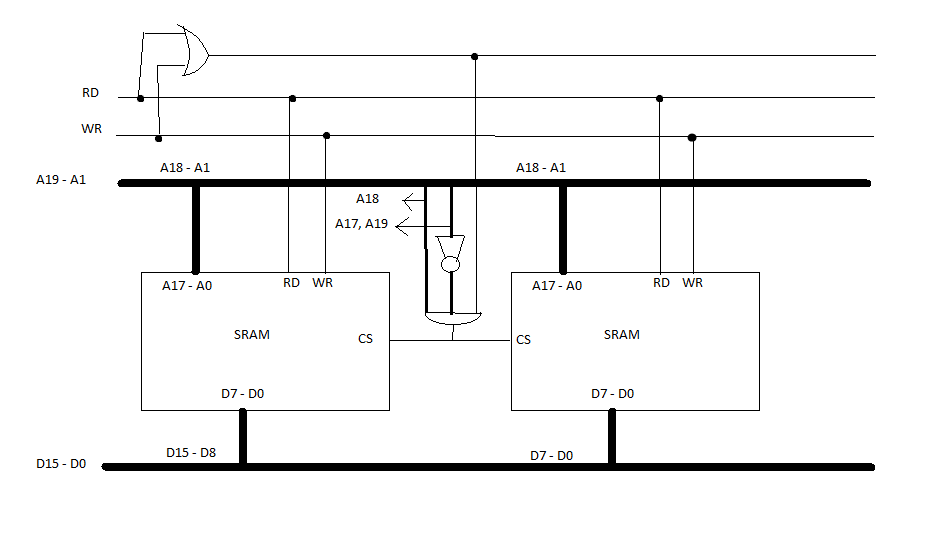 RD
WR
A18 - A1 A18 - A1
A19 - A1
A18
A17, A19
A17 - A0 RD WR A17 - A0 RD WR
SRAM SRAM
CS CS
D7 - D0 D7 - D0
D15 - D8 D7 - D0
D15 - D0